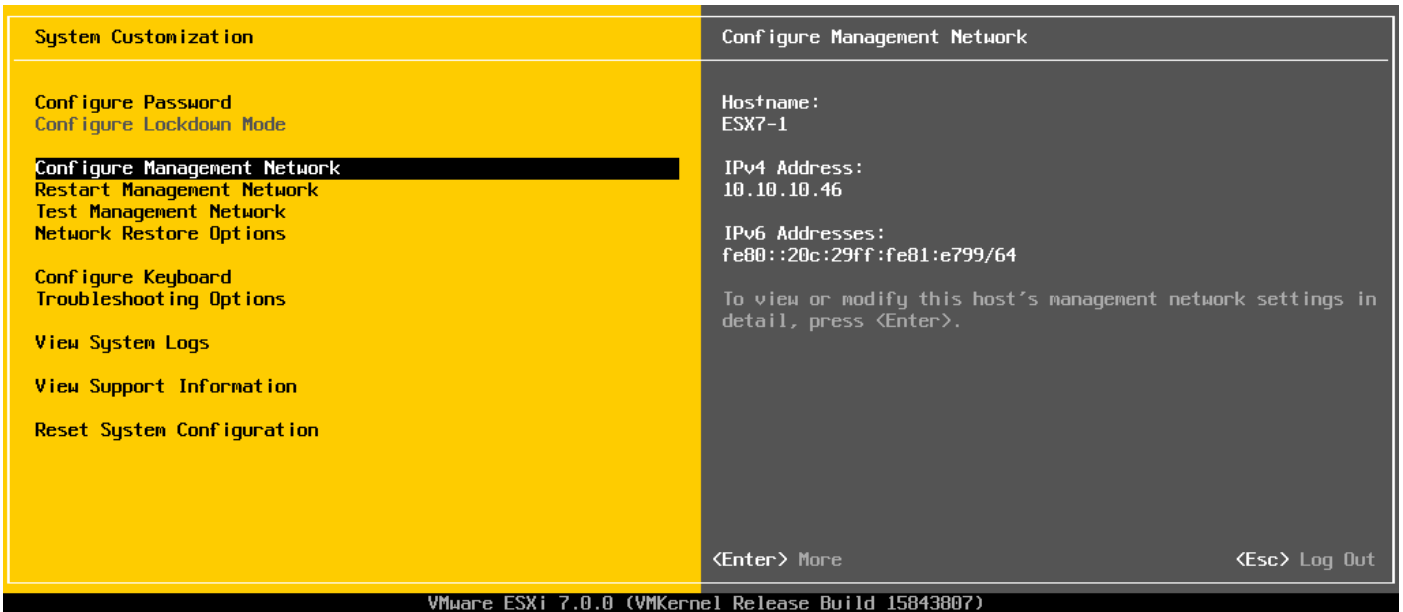 System Customization
Configure Password
Configure Lockdown Mode
Configure Management Network
Restart Management Network
Test Management Network
Network Restore Options
Configure Keyboard
Troubleshooting Options
View System Logs
View Support Information
Reset System Configuration
Configure Management Network
Hostname:
ESX7-1
IPv4 Address:
10.10.10.46
IPv6 Addresses:
fe80::20c:29ff:fe81:e799/64
To view or modify this host's management network settings in
detail, press <Enter>.
<Enter> More
<Esc> Log Out
VMware ESXi 7.0.0 (VMKernel Release Build 15843807)